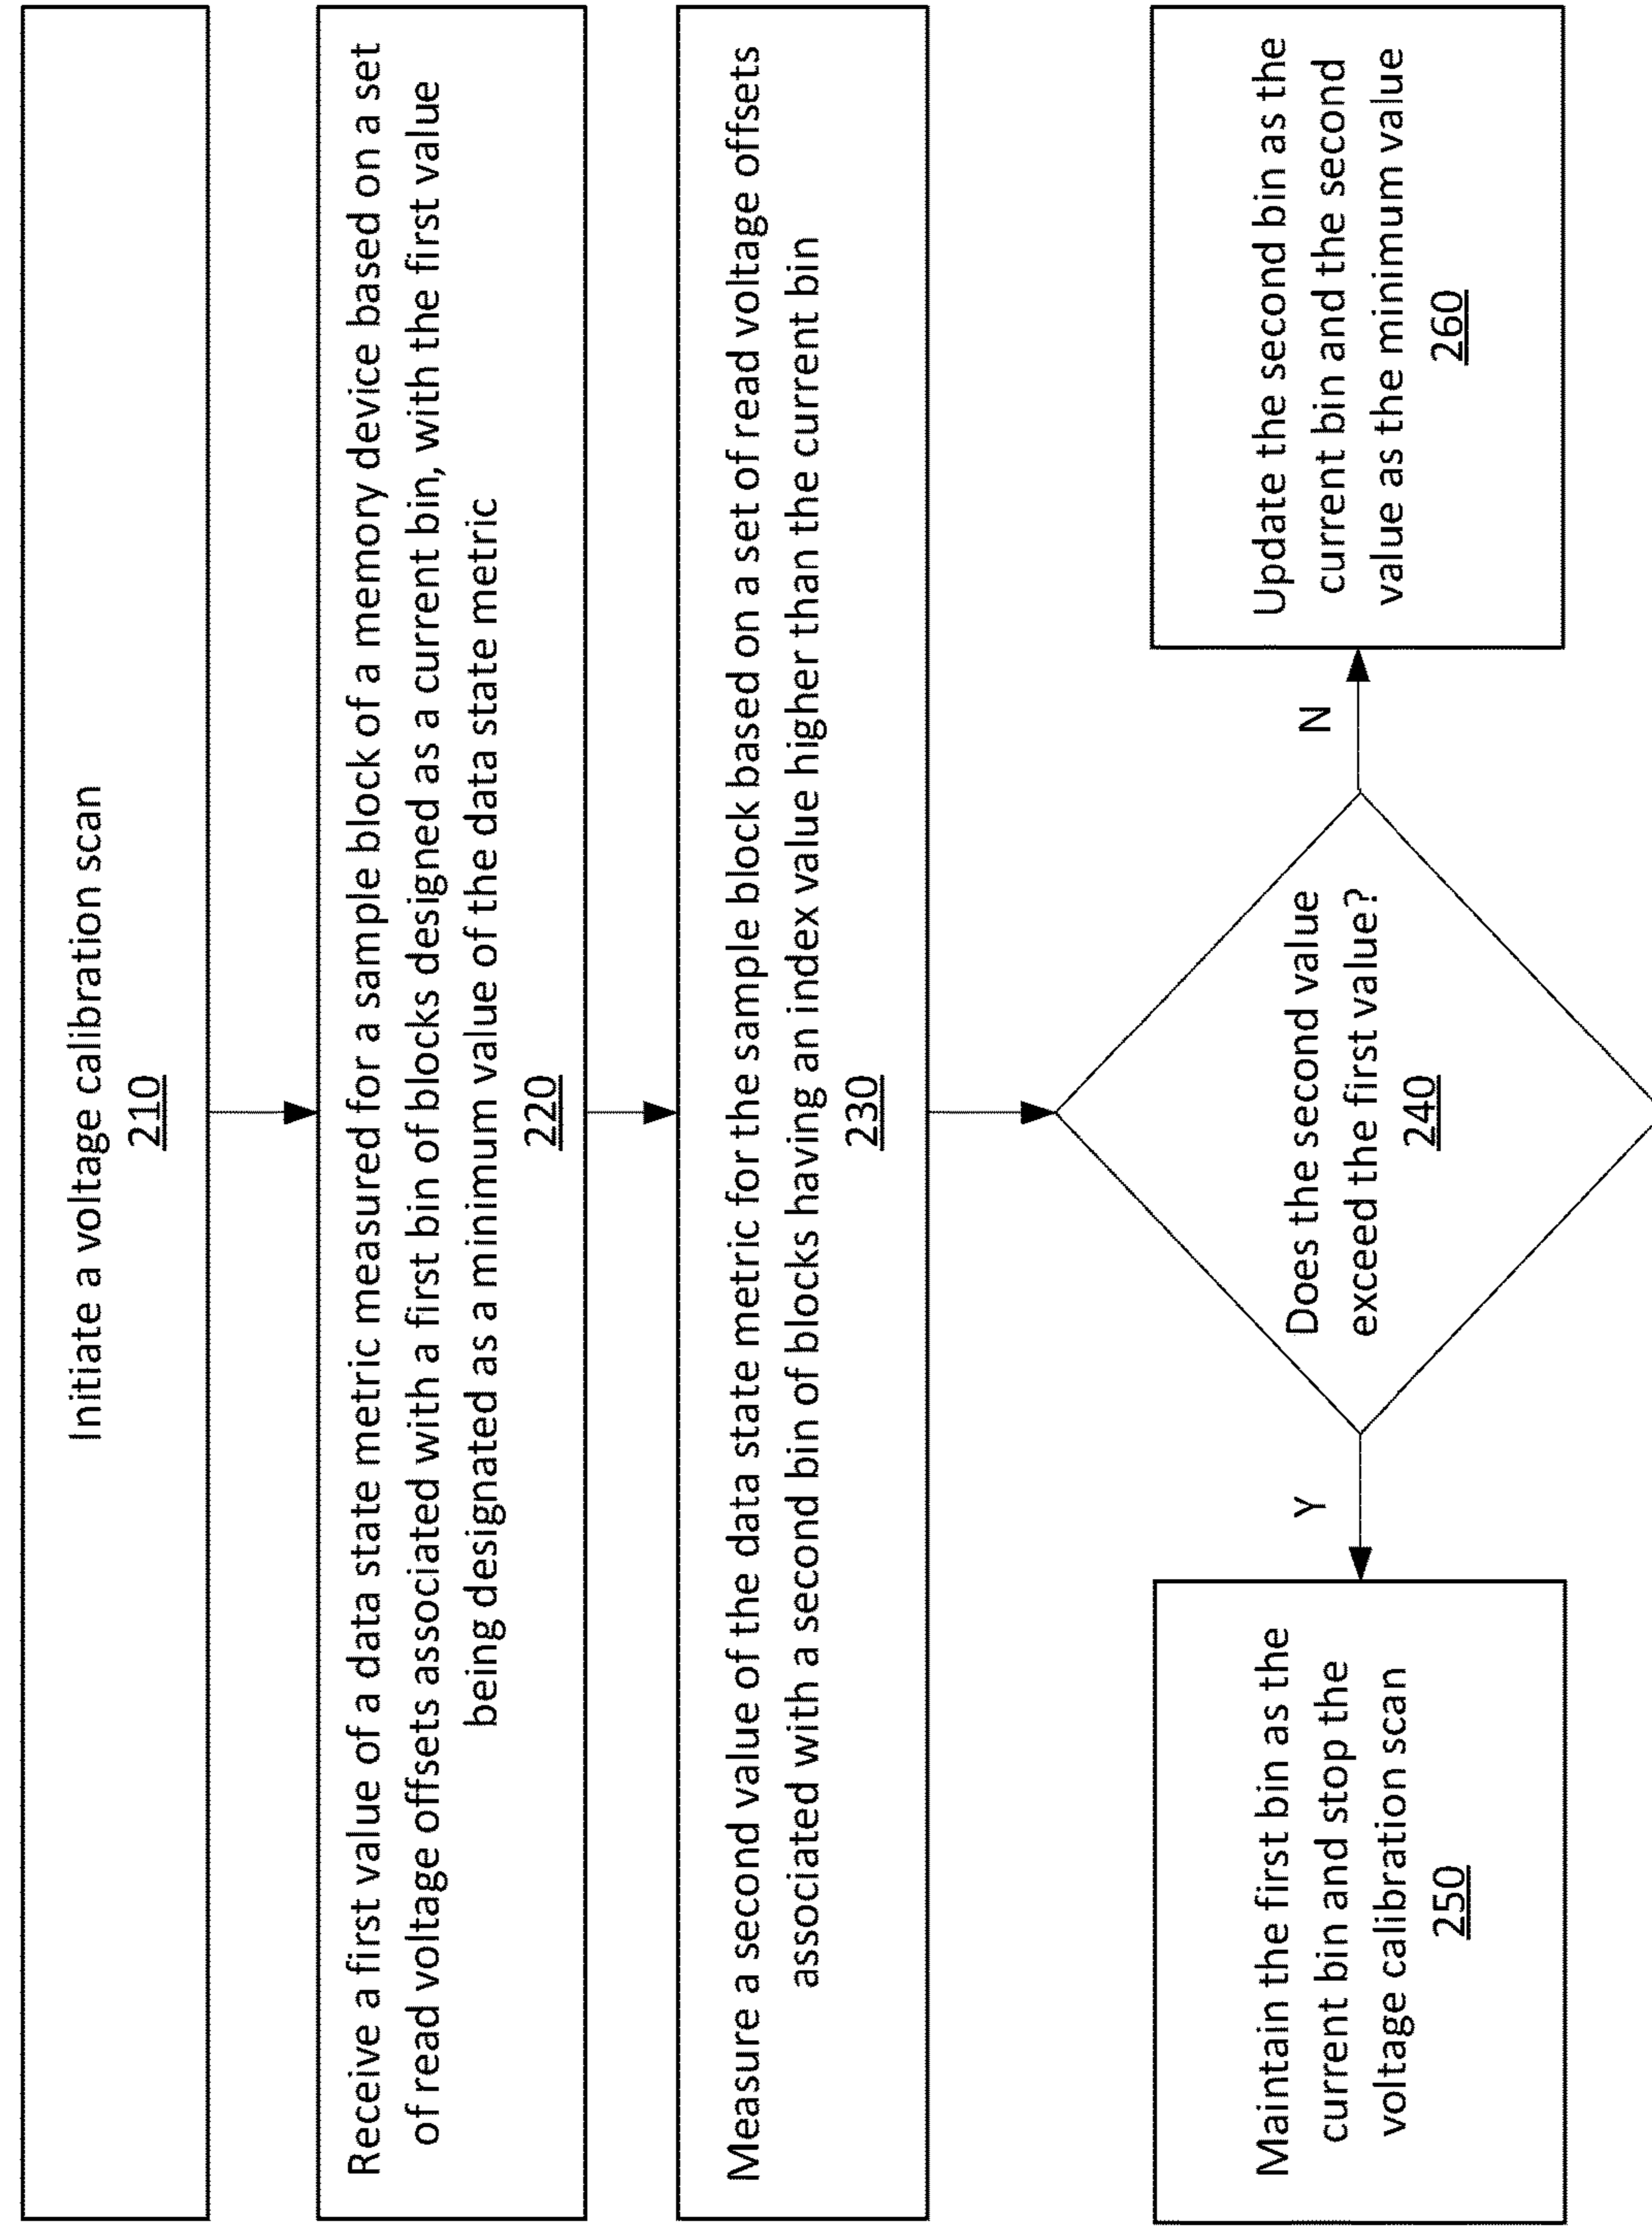 Initiate a voltage calibration scan
210
Receive a first value of a data state metric measured for a sample block of a memory device based on a set
of read voltage offsets associated with a first bin of blocks designed as a current bin, with the first value
being designated as a minimum value of the data state metric
220
Measure a second value of the data state metric for the sample block based on a set of read voltage offsets
associated with a second bin of blocks having an index value higher than the current bin
230
Does the second value
exceed the first value?
240
Y
N
Maintain the first bin as the
current bin and stop the
voltage calibration scan
250
Update the second bin as the
current bin and the second
value as the minimum value
260